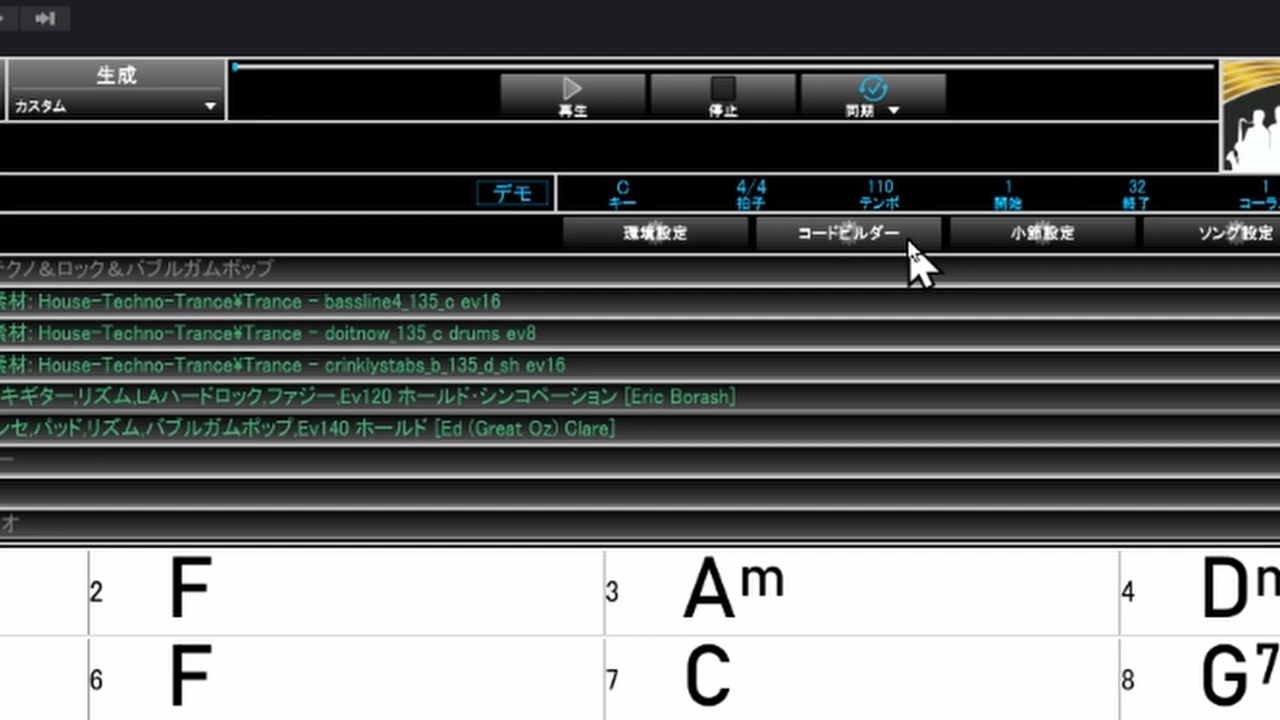 生成
カスタム
再生
停止
同期
デモ
C 4/4 110 1 32 1
キー 拍子 テンポ 開始 終了 コーラ
環境設定 コードビルダー 小節設定 ソング設定
テクノ&ロック&バブルガムポップ
素材: House-Techno-Trance¥Trance - bassline4_135_c ev16
素材: House-Techno-Trance¥Trance - doitnow_135_c drums ev8
素材: House-Techno-Trance¥Trance - crinklystabs_b_135_d_sh ev16
キギター,リズム,LAハードロック,ファジー,Ev120 ホールド・シンコペーション [Eric Borash]
ンセ,パッド,リズム,バブルガムポップ,Ev140 ホールド [Ed (Great Oz) Clare]
ー
オ
2 F 3 Am 4 Dm
6 F 7 C 8 G7